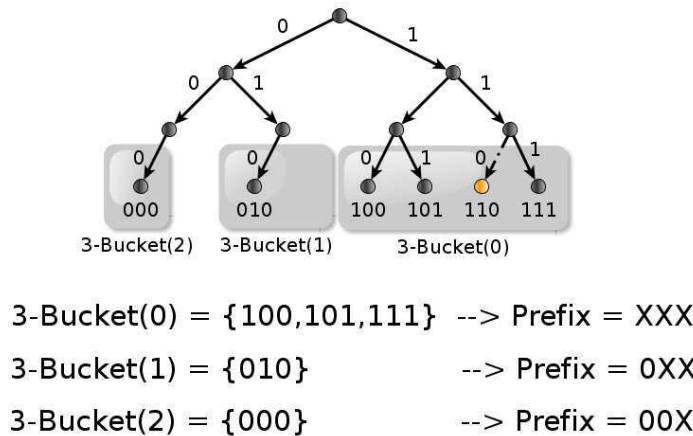 0 1
0 1 1
0 0 0 1 0 1
000 010 100 101 110 111
3-Bucket(2) 3-Bucket(1) 3-Bucket(0)
3-Bucket(0) = {100,101,111} --> Prefix = XXX
3-Bucket(1) = {010} --> Prefix = 0XX
3-Bucket(2) = {000} --> Prefix = 00X